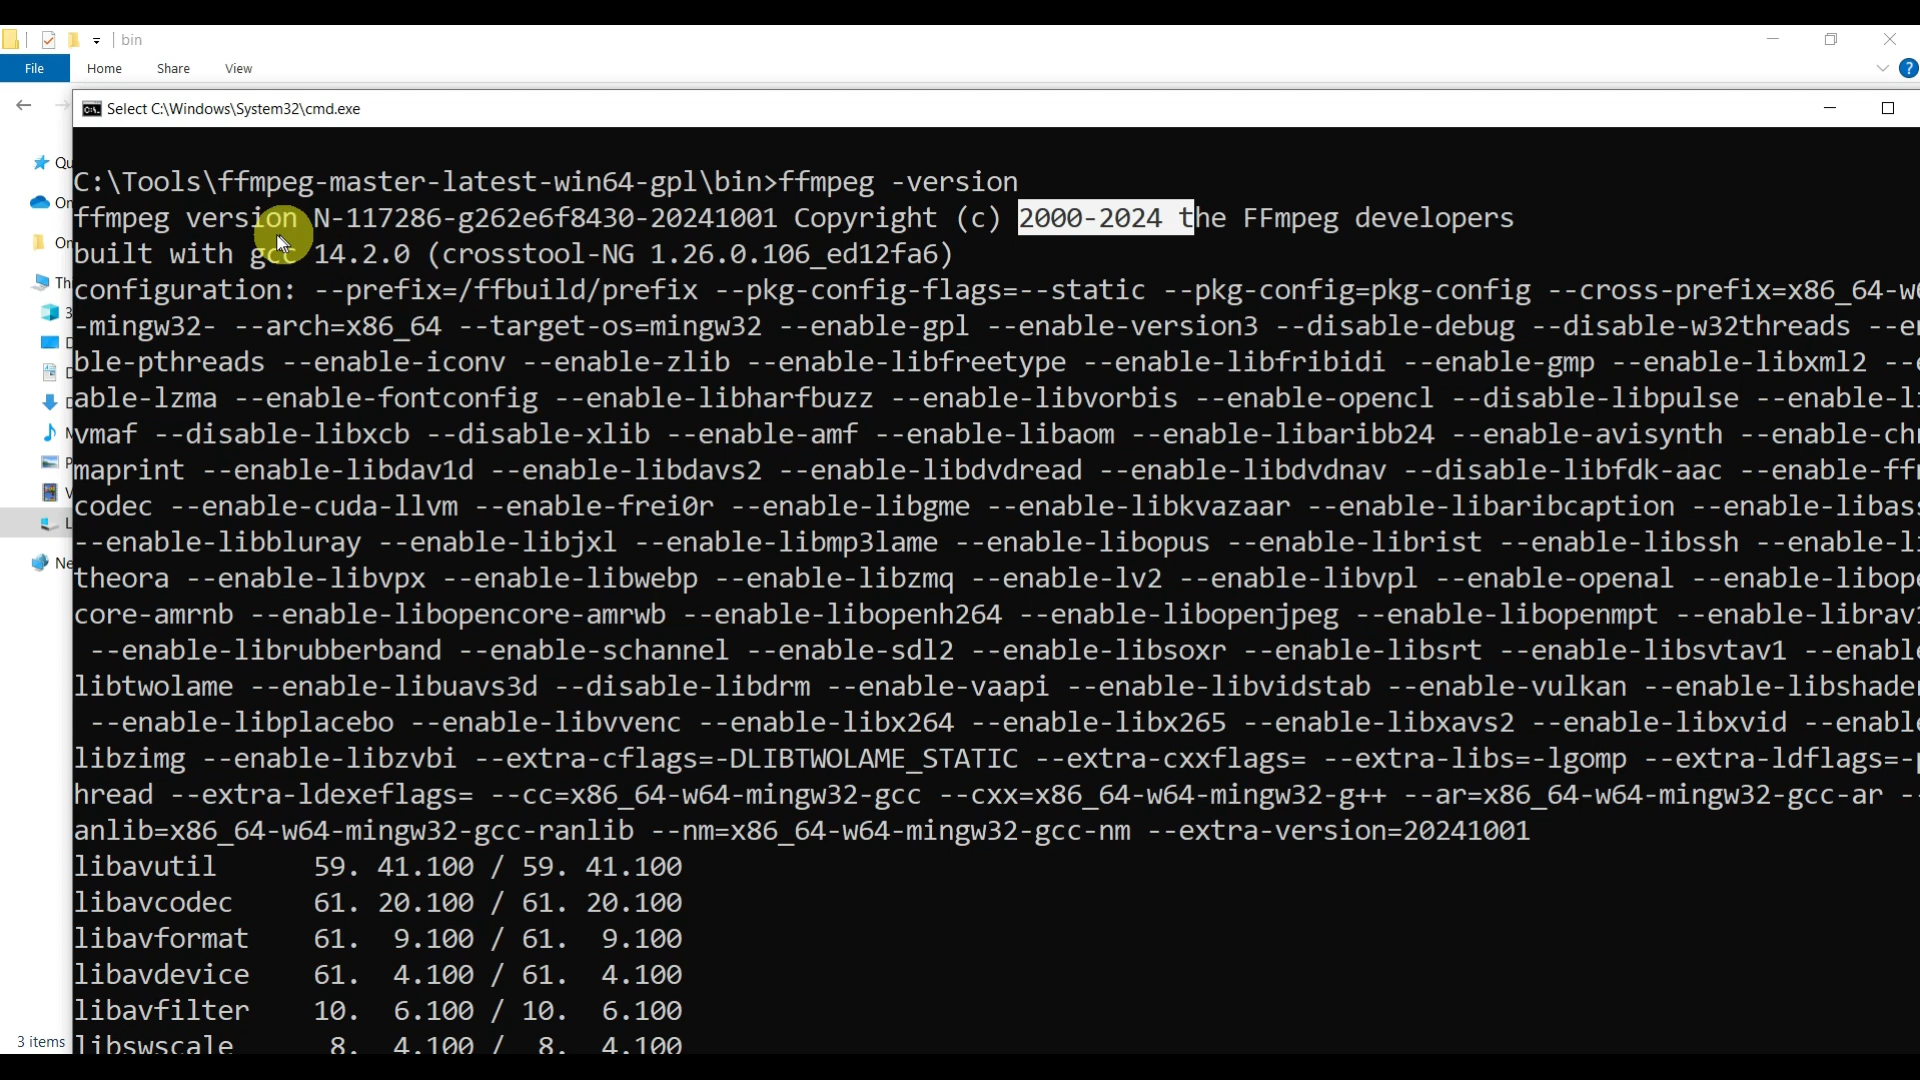 bin
File Home Share View
Select C:\Windows\System32\cmd.exe
C:\Tools\ffmpeg-master-latest-win64-gpl\bin>ffmpeg -version
ffmpeg version N-117286-g262e6f8430-20241001 Copyright (c) 2000-2024 the FFmpeg developers
built with gcc 14.2.0 (crosstool-NG 1.26.0.106_ed12fa6)
configuration: --prefix=/ffbuild/prefix --pkg-config-flags=--static --pkg-config=pkg-config --cross-prefix=x86_64-w6
-mingw32- --arch=x86_64 --target-os=mingw32 --enable-gpl --enable-version3 --disable-debug --disable-w32threads --en
ble-pthreads --enable-iconv --enable-zlib --enable-libfreetype --enable-libfribidi --enable-gmp --enable-libxml2 --e
able-lzma --enable-fontconfig --enable-libharfbuzz --enable-libvorbis --enable-opencl --disable-libpulse --enable-li
vmaf --disable-libxcb --disable-xlib --enable-amf --enable-libaom --enable-libaribb24 --enable-avisynth --enable-chr
maprint --enable-libdav1d --enable-libdavs2 --enable-libdvdread --enable-libdvdnav --disable-libfdk-aac --enable-ffn
codec --enable-cuda-llvm --enable-frei0r --enable-libgme --enable-libkvazaar --enable-libaribcaption --enable-libass
--enable-libbluray --enable-libjxl --enable-libmp3lame --enable-libopus --enable-librist --enable-libssh --enable-li
theora --enable-libvpx --enable-libwebp --enable-libzmq --enable-lv2 --enable-libvpl --enable-openal --enable-libope
core-amrnb --enable-libopencore-amrwb --enable-libopenh264 --enable-libopenjpeg --enable-libopenmpt --enable-librav1
--enable-librubberband --enable-schannel --enable-sdl2 --enable-libsoxr --enable-libsrt --enable-libsvtav1 --enable
libtwolame --enable-libuavs3d --disable-libdrm --enable-vaapi --enable-libvidstab --enable-vulkan --enable-libshader
--enable-libplacebo --enable-libvvenc --enable-libx264 --enable-libx265 --enable-libxavs2 --enable-libxvid --enable
libzimg --enable-libzvbi --extra-cflags=-DLIBTWOLAME_STATIC --extra-cxxflags= --extra-libs=-lgomp --extra-ldflags=-p
hread --extra-ldexeflags= --cc=x86_64-w64-mingw32-gcc --cxx=x86_64-w64-mingw32-g++ --ar=x86_64-w64-mingw32-gcc-ar --
anlib=x86_64-w64-mingw32-gcc-ranlib --nm=x86_64-w64-mingw32-gcc-nm --extra-version=20241001
libavutil 59. 41.100 / 59. 41.100
libavcodec 61. 20.100 / 61. 20.100
libavformat 61. 9.100 / 61. 9.100
libavdevice 61. 4.100 / 61. 4.100
libavfilter 10. 6.100 / 10. 6.100
libswscale 8. 4.100 / 8. 4.100
3 items